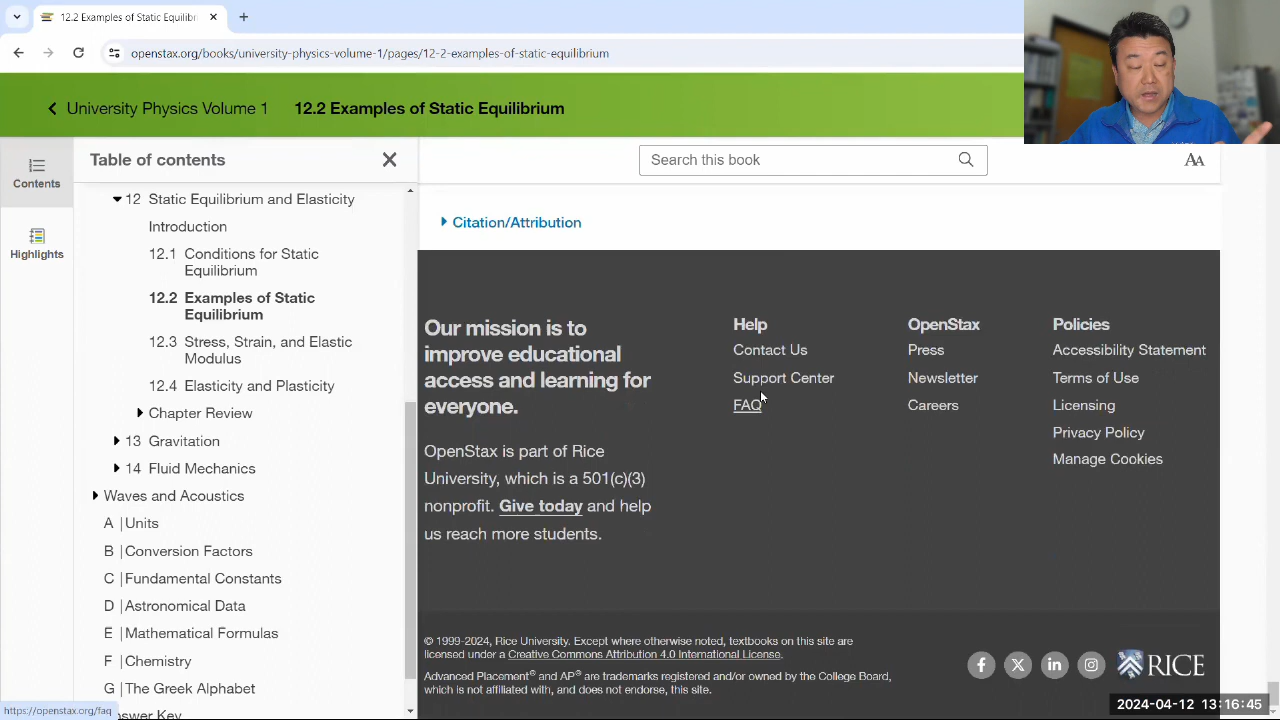 12.2 Examples of Static Equilibri
openstax.org/books/university-physics-volume-1/pages/12-2-examples-of-static-equilibrium
University Physics Volume 1
12.2 Examples of Static Equilibrium
Contents
Highlights
Table of contents
12 Static Equilibrium and Elasticity
Introduction
12.1 Conditions for Static
Equilibrium
12.2 Examples of Static
Equilibrium
12.3 Stress, Strain, and Elastic
Modulus
12.4 Elasticity and Plasticity
Chapter Review
13 Gravitation
14 Fluid Mechanics
Waves and Acoustics
A | Units
B | Conversion Factors
C | Fundamental Constants
D | Astronomical Data
E | Mathematical Formulas
F | Chemistry
G | The Greek Alphabet
nswer Key
https://openstax.org/faq
Search this book
AA
Citation/Attribution
Our mission is to
improve educational
access and learning for
everyone.
OpenStax is part of Rice
University, which is a 501(c)(3)
nonprofit. Give today and help
us reach more students.
Help
Contact Us
Support Center
FAQ
OpenStax
Press
Newsletter
Careers
Policies
Accessibility Statement
Terms of Use
Licensing
Privacy Policy
Manage Cookies
© 1999-2024, Rice University. Except where otherwise noted, textbooks on this site are
licensed under a Creative Commons Attribution 4.0 International License.
Advanced Placement® and AP® are trademarks registered and/or owned by the College Board,
which is not affiliated with, and does not endorse, this site.
RICE
2024-04-12 13:16:45